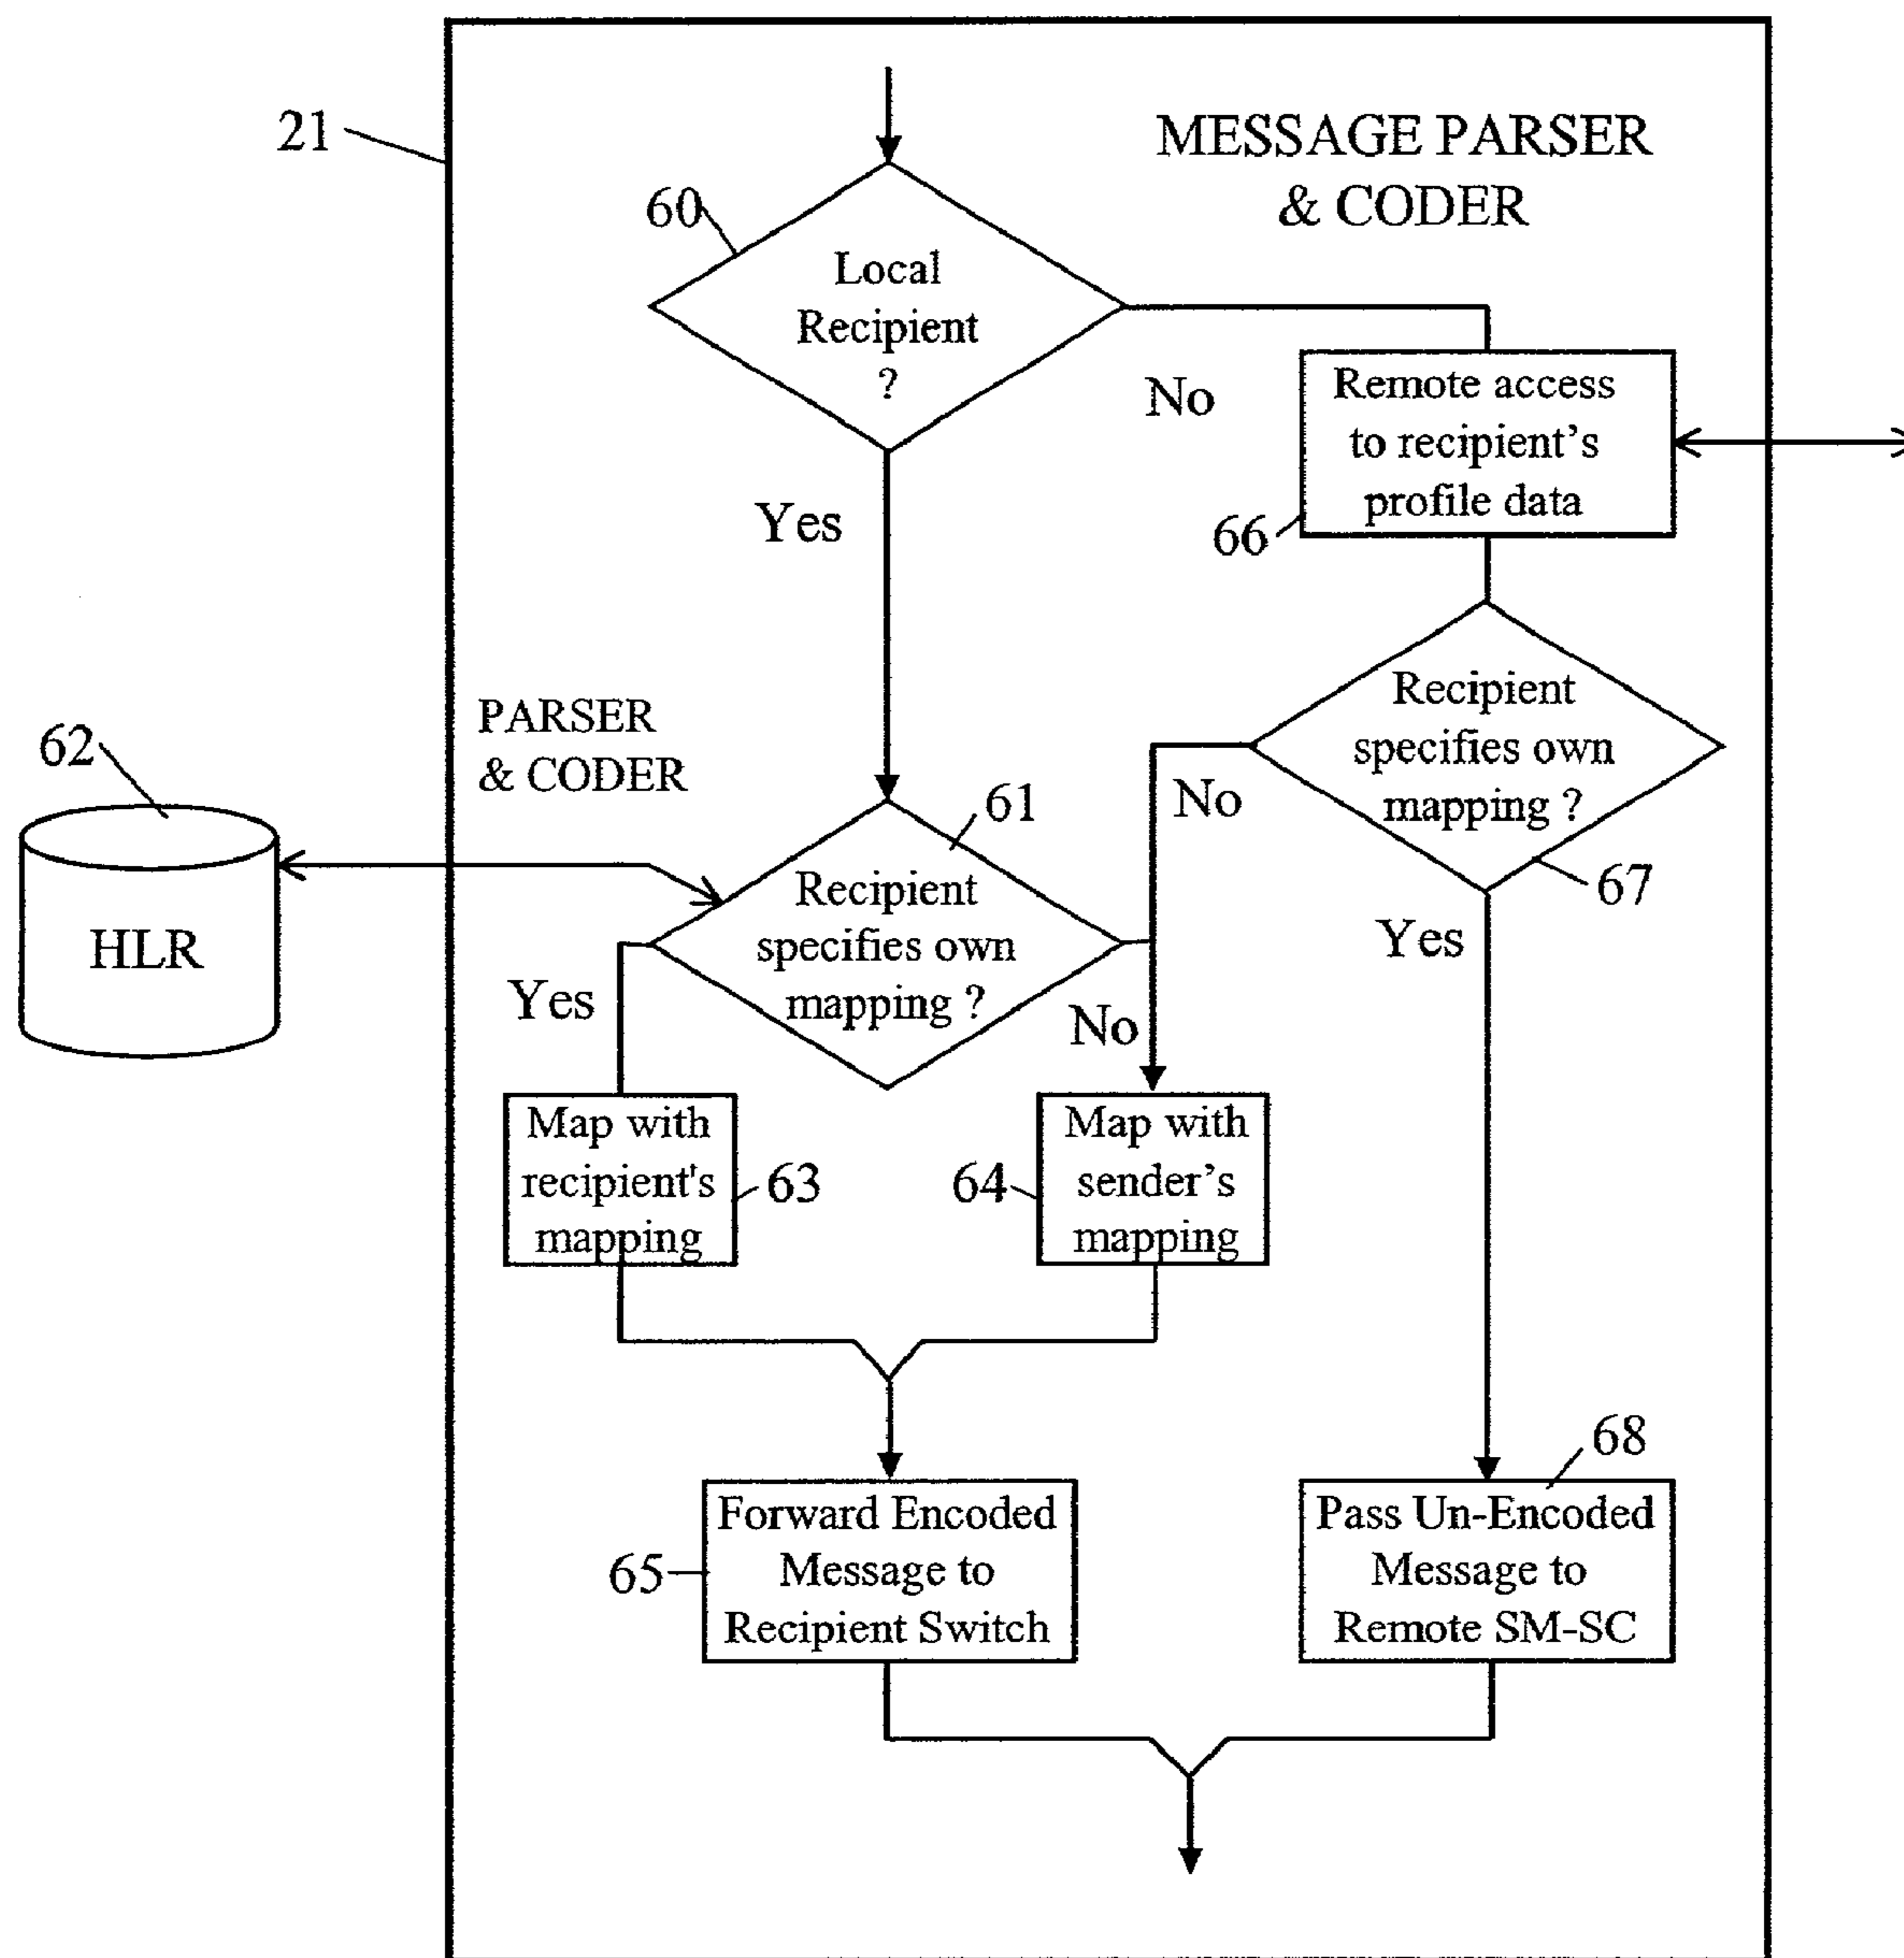 21
MESSAGE PARSER
& CODER
60
Local
Recipient
?
No
Remote access
to recipient's
profile data
66
Yes
PARSER
& CODER
62
HLR
61
Recipient
specifies own
mapping ?
Yes
No
Recipient
specifies own
mapping ?
67
No
Yes
Map with
recipient's
mapping
63
64
Map with
sender's
mapping
65
Forward Encoded
Message to
Recipient Switch
68
Pass Un-Encoded
Message to
Remote SM-SC